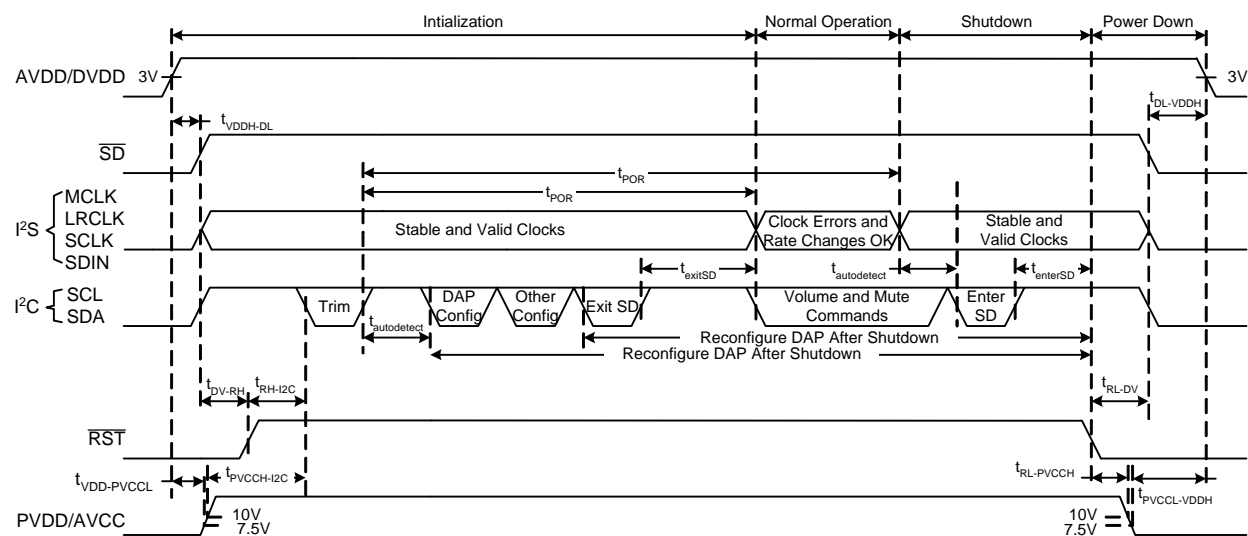 Intialization Normal Operation Shutdown Power Down
AVDD/DVDD 3V 3V
tVDDH-DL tDL-VDDH
SD
tPOR
tPOR
I2S MCLK
LRCLK
SCLK
SDIN
Stable and Valid Clocks
Clock Errors and
Rate Changes OK
Stable and
Valid Clocks
texitSD tautodetect tenterSD
I2C SCL
SDA
Trim
DAP
Config
Other
Config
Exit SD
Volume and Mute
Commands
Enter
SD
tautodetect
Reconfigure DAP After Shutdown
Reconfigure DAP After Shutdown
tDV-RH tRH-I2C tRL-DV
RST
tVDD-PVCCL tPVCCH-I2C tRL-PVCCH tPVCCL-VDDH
PVDD/AVCC
10V 10V
7.5V 7.5V